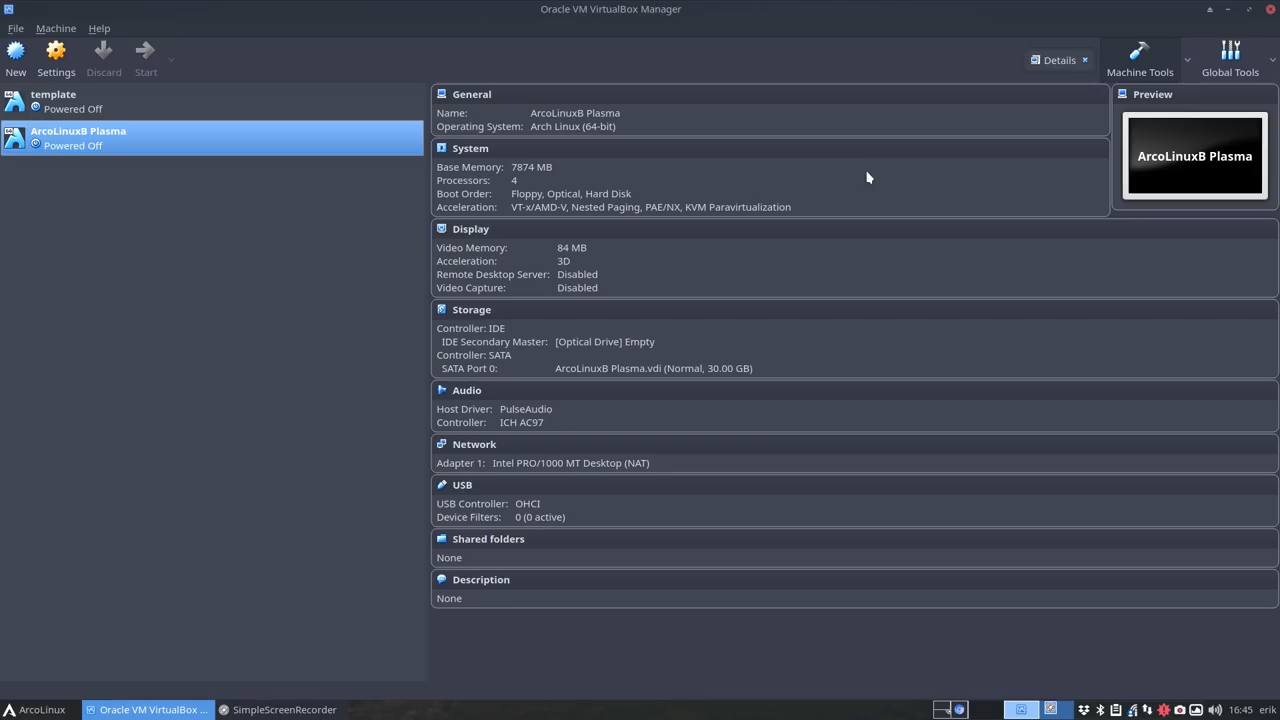 Oracle VM VirtualBox Manager
File Machine Help
New Settings Discard Start
Details
Machine Tools
Global Tools
template
Powered Off
ArcoLinuxB Plasma
Powered Off
General
Name: ArcoLinuxB Plasma
Operating System: Arch Linux (64-bit)
System
Base Memory: 7874 MB
Processors: 4
Boot Order: Floppy, Optical, Hard Disk
Acceleration: VT-x/AMD-V, Nested Paging, PAE/NX, KVM Paravirtualization
Preview
ArcoLinuxB Plasma
Display
Video Memory: 84 MB
Acceleration: 3D
Remote Desktop Server: Disabled
Video Capture: Disabled
Storage
Controller: IDE
IDE Secondary Master: [Optical Drive] Empty
Controller: SATA
SATA Port 0: ArcoLinuxB Plasma.vdi (Normal, 30.00 GB)
Audio
Host Driver: PulseAudio
Controller: ICH AC97
Network
Adapter 1: Intel PRO/1000 MT Desktop (NAT)
USB
USB Controller: OHCI
Device Filters: 0 (0 active)
Shared folders
None
Description
None
ArcoLinux
Oracle VM VirtualBox ...
SimpleScreenRecorder
16:45 erik